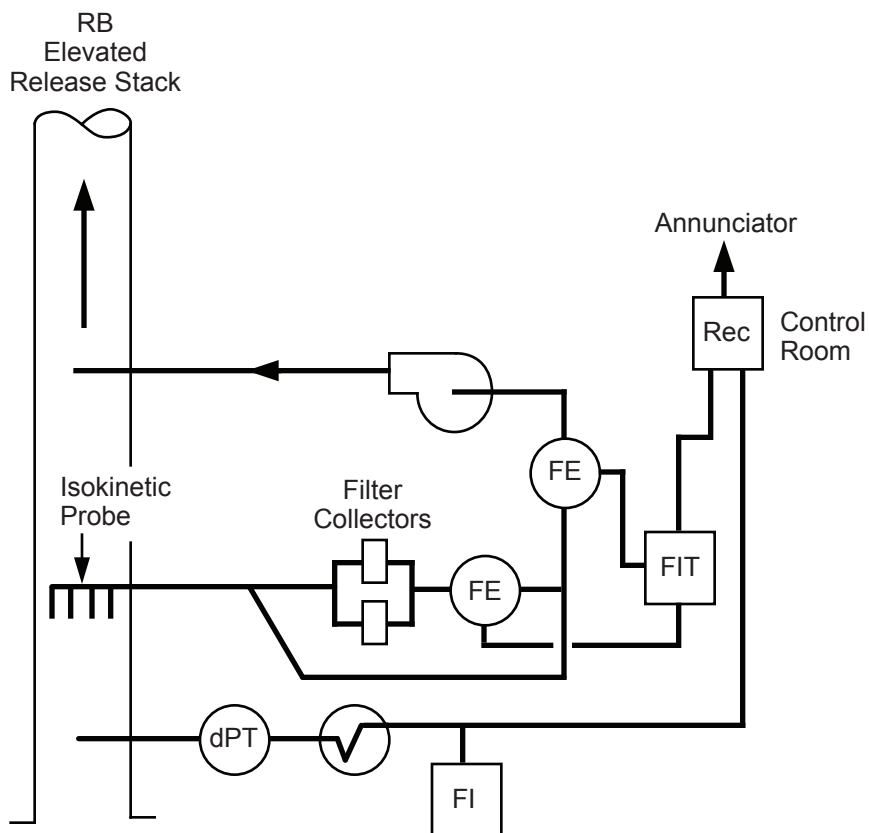 RB
Elevated
Release Stack
Annunciator
Rec
Control
Room
FE
Isokinetic
Probe
Filter
Collectors
FIT
FE
dPT
FI